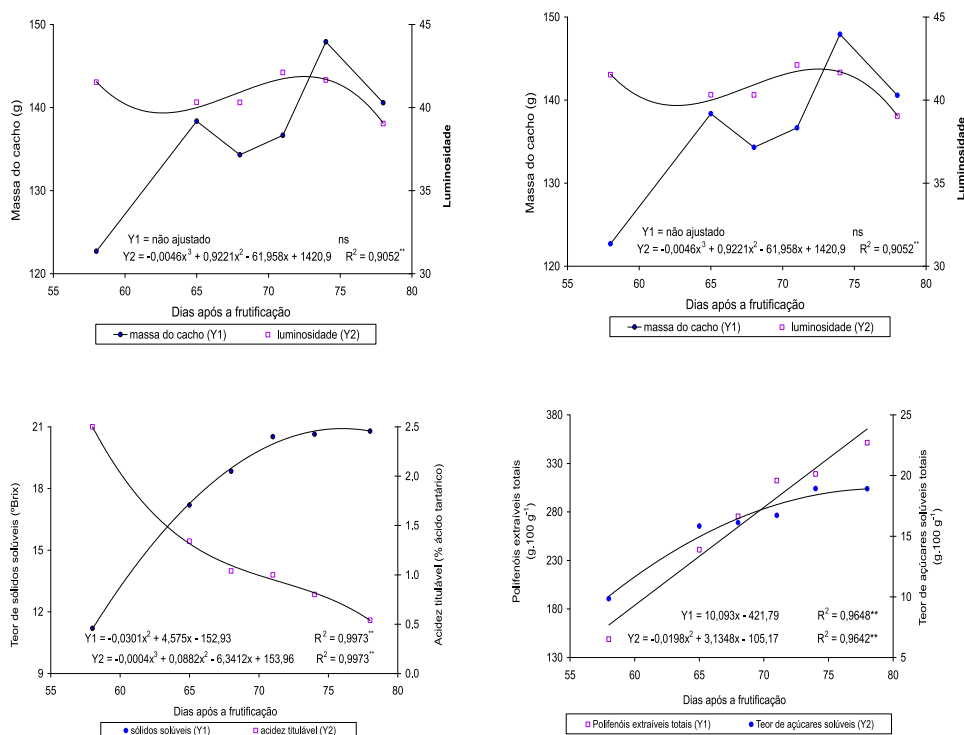 150
140
130
120
Massa do cacho (g)
45
40
35
30
Luminosidade
Y1 = não ajustado ns
Y2 = -0,0046x³ + 0,9221x² - 61,958x + 1420,9 R² = 0,9052**
55 60 65 70 75 80
Dias após a frutificação
massa do cacho (Y1) luminosidade (Y2)
150
140
130
120
Massa do cacho (g)
45
40
35
30
Luminosidade
Y1 = não ajustado ns
Y2 = -0,0046x³ + 0,9221x² - 61,958x + 1420,9 R² = 0,9052**
55 60 65 70 75 80
Dias após a frutificação
massa do cacho (Y1) luminosidade (Y2)
21
18
15
12
9
Teor de sólidos solúveis (ºBrix)
2.5
2.0
1.5
1.0
0.5
0.0
Acidez titulável (% ácido tartárico)
Y1 = -0,0301x² + 4,575x - 152,93 R² = 0,9973**
Y2 = -0,0004x³ + 0,0882x² - 6,3412x + 153,96 R² = 0,9973**
55 60 65 70 75 80
Dias após a frutificação
sólidos solúveis (Y1) acidez titulável (Y2)
380
330
280
230
180
130
Polifenóis extraíveis totais
(g.100 g⁻¹)
25
20
15
10
5
Teor de açúcares solúveis totais
(g.100 g⁻¹)
Y1 = 10,093x - 421,79 R² = 0,9648**
Y2 = -0,0198x² + 3,1348x - 105,17 R² = 0,9642**
55 60 65 70 75 80
Dias após a frutificação
Polifenóis extraíveis totais (Y1) Teor de açúcares solúveis (Y2)